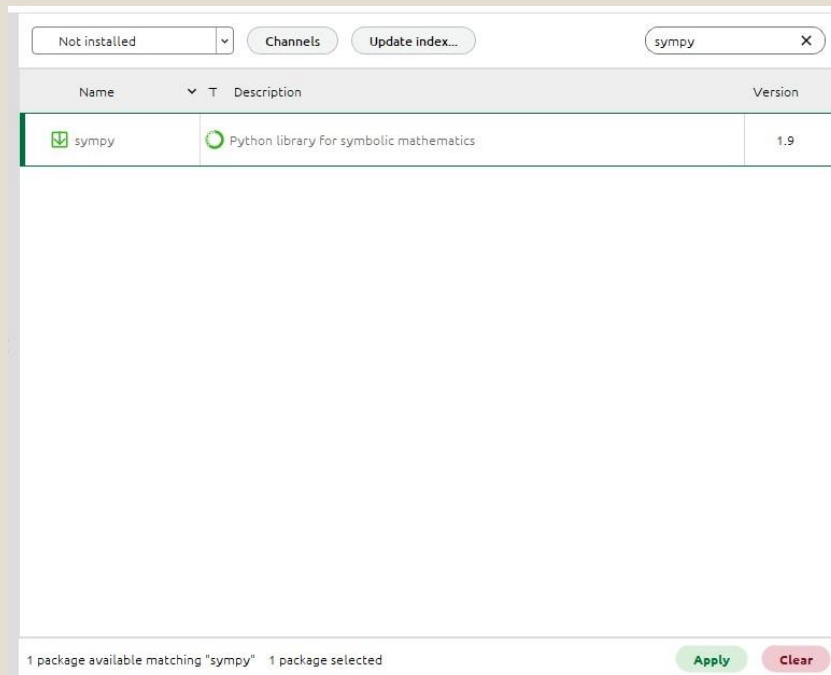 Not installed Channels Update index... sympy
Name T Description Version
sympy Python library for symbolic mathematics 1.9
1 package available matching "sympy" 1 package selected Apply Clear